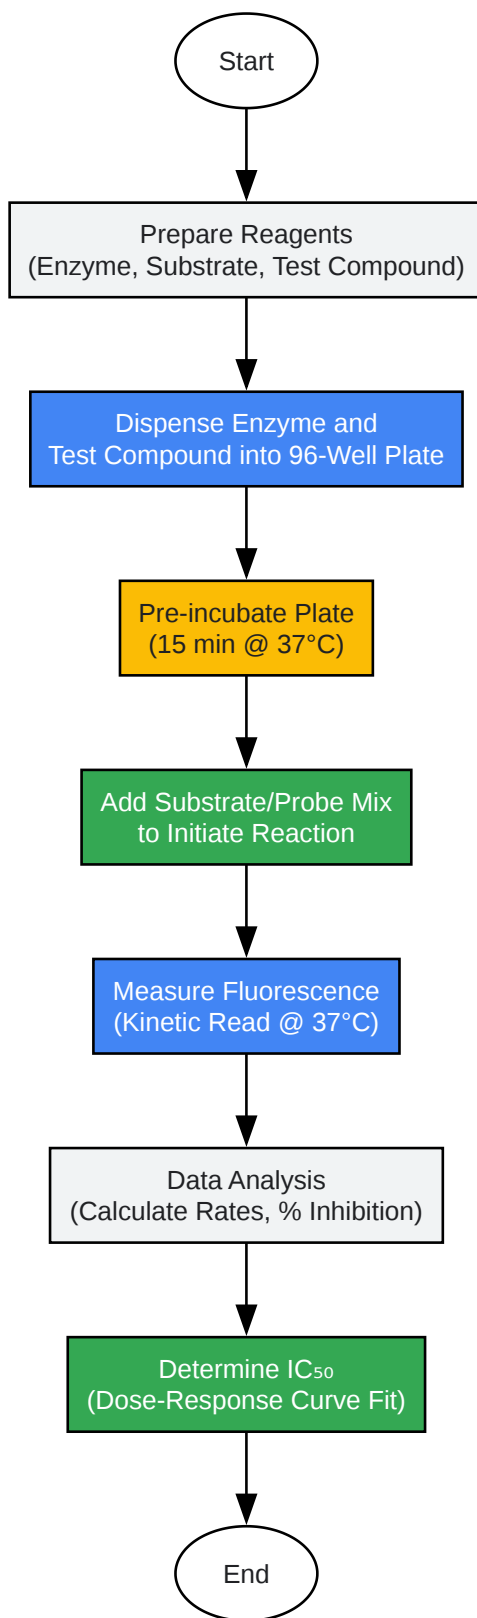 Start
Prepare Reagents
(Enzyme, Substrate, Test Compound)
Dispense Enzyme and
Test Compound into 96-Well Plate
Pre-incubate Plate
(15 min @ 37°C)
Add Substrate/Probe Mix
to Initiate Reaction
Measure Fluorescence
(Kinetic Read @ 37°C)
Data Analysis
(Calculate Rates, % Inhibition)
Determine IC₅₀
(Dose-Response Curve Fit)
End